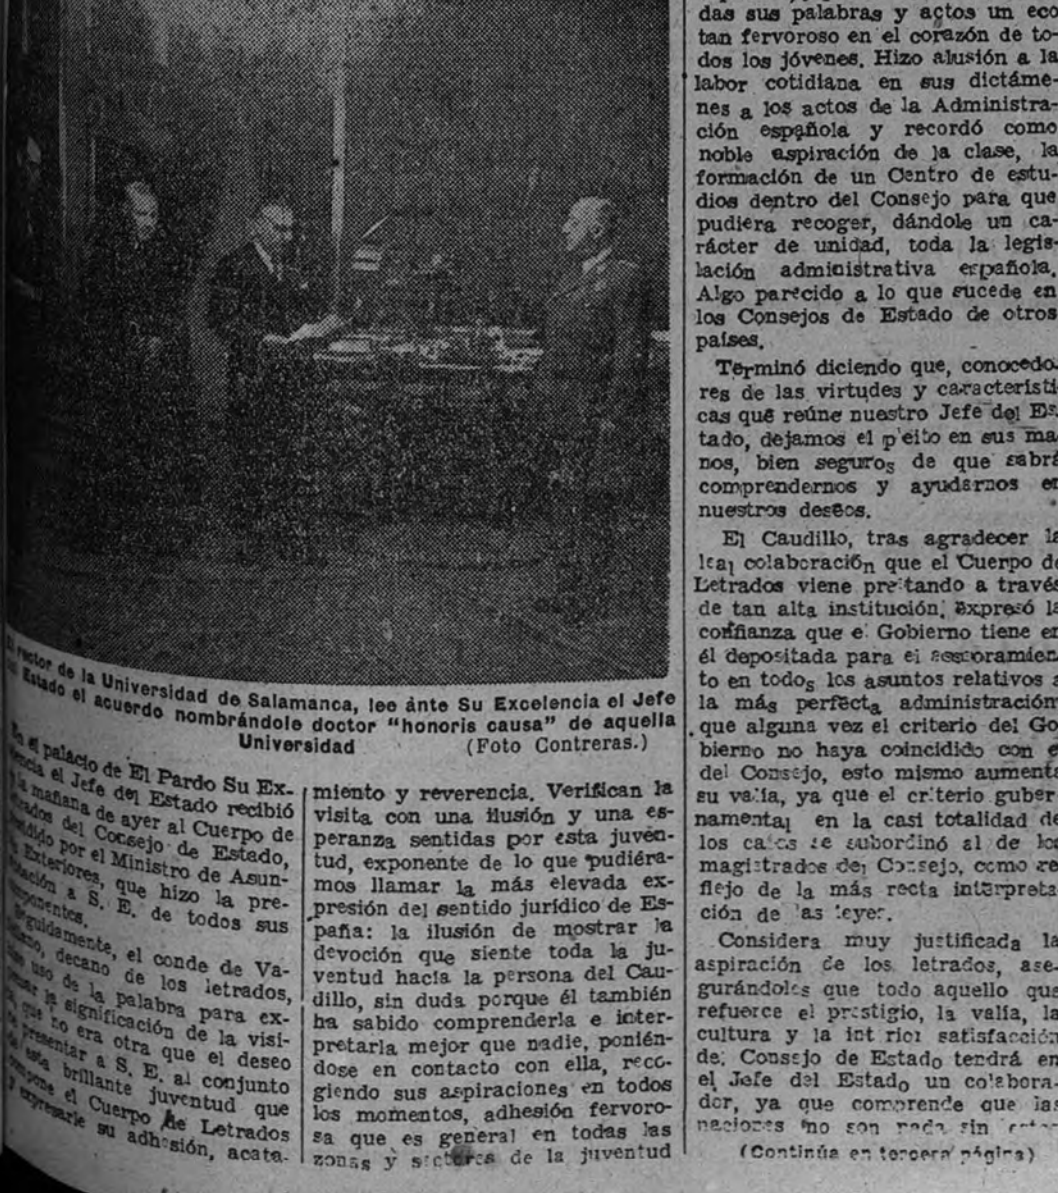 rector de la Universidad de Salamanca, lee ante Su Excelencia el Jefe
Estado el acuerdo nombrándole doctor "honoris causa" de aquella
Universidad (Foto Contreras.)
el palacio de El Pardo Su Ex-
el Jefe del Estado recibió
la mañana de ayer al Cuerpo de
del Consejo de Estado,
por el Ministro de Asun-
Exteriores, que hizo la pre-
a S. E. de todos sus
el conde de Va-
decano de los letrados,
uso de la palabra para ex-
la significación de la visi-
que no era otra que el deseo
presentar a S. E. al conjunto
esta brillante juventud que
el Cuerpo de Letrados
y expresarle su adhesión, acata-
miento y reverencia. Verifican la
visita con una ilusión y una es-
peranza sentidas por esta juven-
tud, exponente de lo que pudiéra-
mos llamar la más elevada ex-
presión del sentido jurídico de Es-
paña: la ilusión de mostrar la
devoción que siente toda la ju-
ventud hacia la persona del Cau-
dillo, sin duda porque él también
ha sabido comprenderla e inter-
pretarla mejor que nadie, ponién-
dose en contacto con ella, reco-
giendo sus aspiraciones en todos
los momentos, adhesión fervoro-
sa que es general en todas las
zonas y sectores de la juventud
das sus palabras y actos un eco
tan fervoroso en el corazón de to-
dos los jóvenes. Hizo alusión a la
labor cotidiana en sus dictáme-
nes a los actos de la Administra-
ción española y recordó como
noble aspiración de la clase, la
formación de un Centro de estu-
dios dentro del Consejo para que
pudiera recoger, dándole un ca-
rácter de unidad, toda la legis-
lación administrativa española.
Algo parecido a lo que sucede en
los Consejos de Estado de otros
países.
Terminó diciendo que, conocedo-
res de las virtudes y característi-
cas que reúne nuestro Jefe del Es-
tado, dejamos el pleito en sus ma-
nos, bien seguros de que sabrá
comprendernos y ayudarnos en
nuestros deseos.
El Caudillo, tras agradecer la
leal colaboración que el Cuerpo de
Letrados viene prestando a través
de tan alta institución, expresó la
confianza que el Gobierno tiene en
él depositada para el asesoramien-
to en todos los asuntos relativos a
la más perfecta administración
que alguna vez el criterio del Go-
bierno no haya coincidido con el
del Consejo, esto mismo aumenta
su valía, ya que el criterio guber-
namental en la casi totalidad de
los casos se subordinó al de los
magistrados del Consejo, como re-
flejo de la más recta interpreta-
ción de las leyes.
Considera muy justificada la
aspiración de los letrados, ase-
gurándoles que todo aquello que
refuerce el prestigio, la valía, la
cultura y la interior satisfacción
del Consejo de Estado tendrá en
el Jefe del Estado un colabora-
dor, ya que comprende que las
naciones no son nada sin
(Continúa en tercera página)